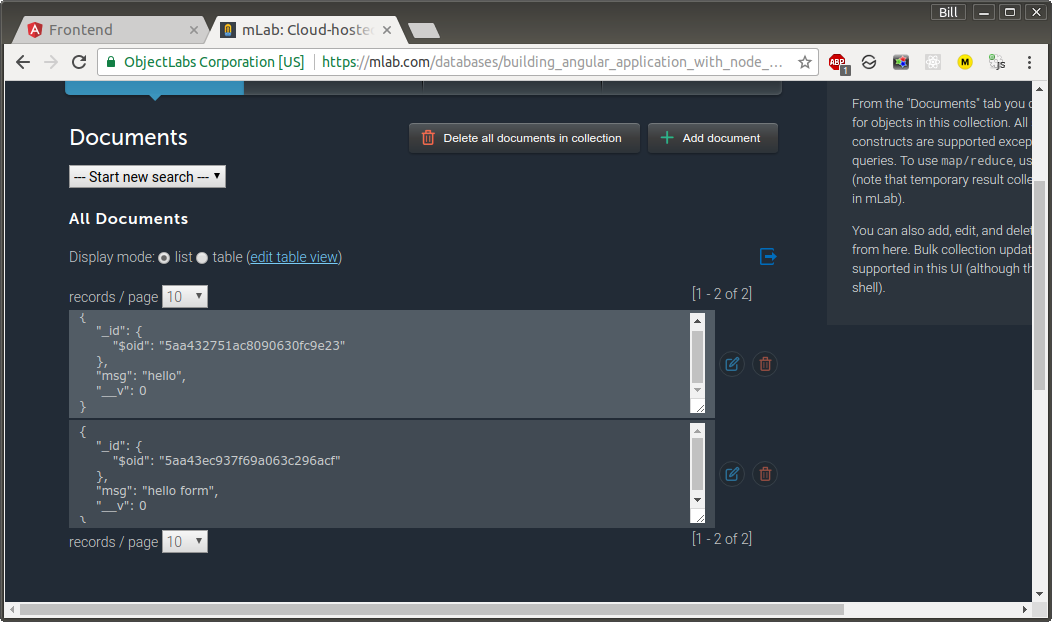 Bill
Frontend
mLab: Cloud-hoste
ObjectLabs Corporation [US]
https://mlab.com/databases/building_angular_application_with_node_...
ABP
1
M
js
Documents
Delete all documents in collection
Add document
--- Start new search ---
All Documents
Display mode: list table (edit table view)
records / page 10
[1 - 2 of 2]
{
"_id": {
"$oid": "5aa432751ac8090630fc9e23"
},
"msg": "hello",
"__v": 0
}
{
"_id": {
"$oid": "5aa43ec937f69a063c296acf"
},
"msg": "hello form",
"__v": 0
}
records / page 10
[1 - 2 of 2]
From the "Documents" tab you c
for objects in this collection. All
constructs are supported excep
queries. To use map/reduce, us
(note that temporary result colle
in mLab).
You can also add, edit, and delet
from here. Bulk collection updat
supported in this UI (although th
shell).